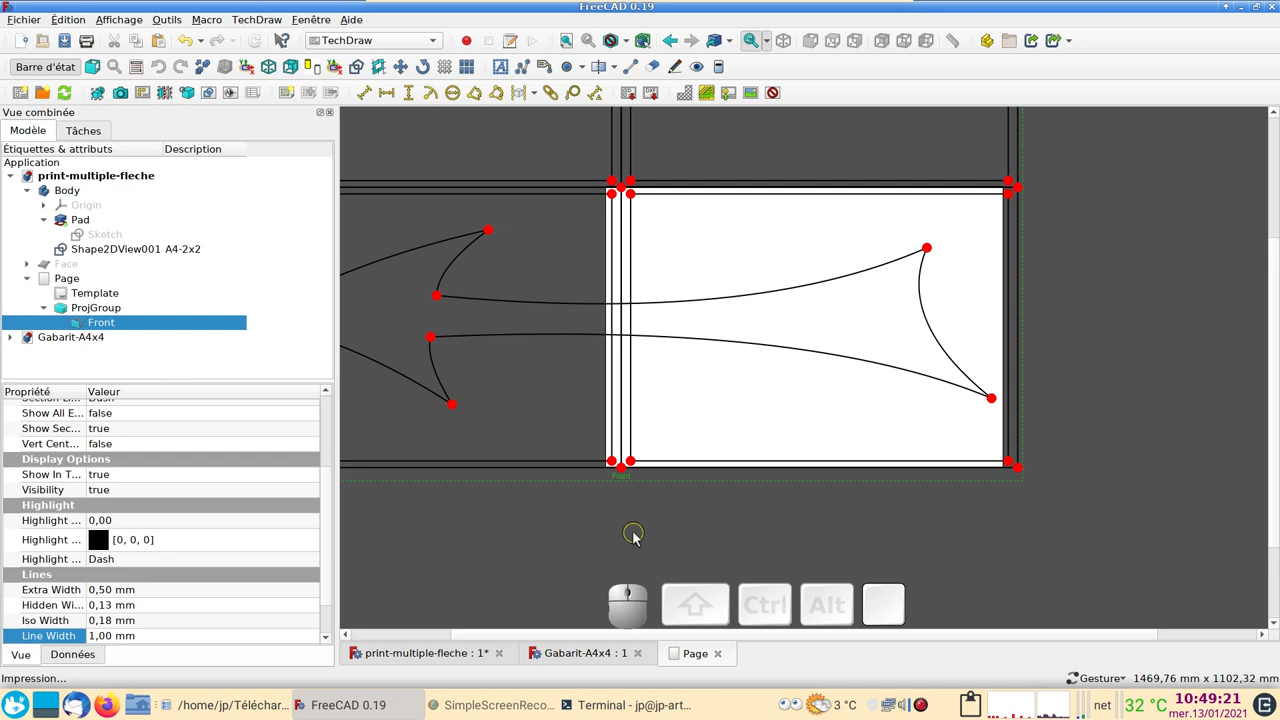 FreeCAD 0.19
Fichier Édition Affichage Outils Macro TechDraw Fenêtre Aide
TechDraw
Barre d'état
Vue combinée
Modèle Tâches
Étiquettes & attributs Description
Application
print-multiple-fleche
Body
Origin
Pad
Sketch
Shape2DView001 A4-2x2
Face
Page
Template
ProjGroup
Front
Gabarit-A4x4
Propriété Valeur
Show All E... false
Show Sec... true
Vert Cent... false
Display Options
Show In T... true
Visibility true
Highlight
Highlight ... 0,00
Highlight ... [0, 0, 0]
Highlight ... Dash
Lines
Extra Width 0,50 mm
Hidden Wi... 0,13 mm
Iso Width 0,18 mm
Line Width 1,00 mm
Vue Données
Front
Ctrl Alt
print-multiple-fleche : 1* Gabarit-A4x4 : 1 Page
Impression... Gesture 1469,76 mm x 1102,32 mm
/home/jp/Téléchar... FreeCAD 0.19 SimpleScreenReco... Terminal - jp@jp-art... 3 °C net 32 °C 10:49:21
mer.13/01/2021